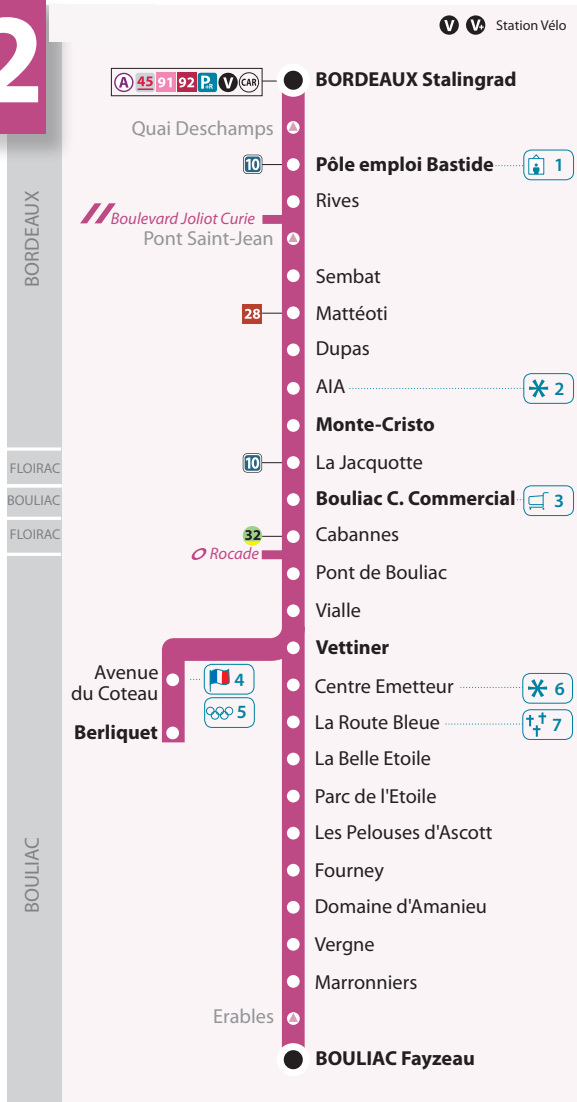 2
V V+ Station Vélo
A 45 91 92 P+R V CAR BORDEAUX Stalingrad
Quai Deschamps
10 Pôle emploi Bastide 1
Rives
Boulevard Joliot Curie
Pont Saint-Jean
BORDEAUX
Sembat
28 Mattéoti
Dupas
AIA 2
Monte-Cristo
FLOIRAC
10 La Jacquotte
BOULIAC
Bouliac C. Commercial 3
FLOIRAC
32 Cabannes
Rocade
Pont de Bouliac
Vialle
Vettiner
Avenue
du Coteau 4
5
Berliquet
Centre Emetteur 6
La Route Bleue 7
La Belle Etoile
Parc de l'Etoile
Les Pelouses d'Ascott
BOULIAC
Fourney
Domaine d'Amanieu
Vergne
Marronniers
Erables
BOULIAC Fayzeau